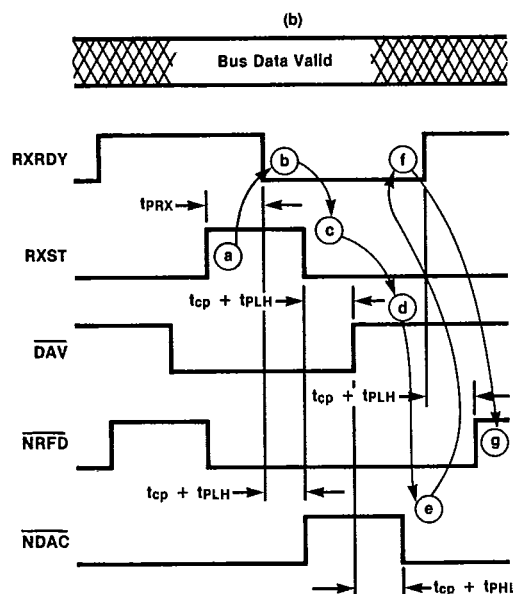 (b)
Bus Data Valid
RXRDY
b
f
tPRX
c
RXST
a
tcp + tPLH
d
DAV
tcp + tPLH
NRFD
g
tcp + tPLH
e
NDAC
tcp + tPHL